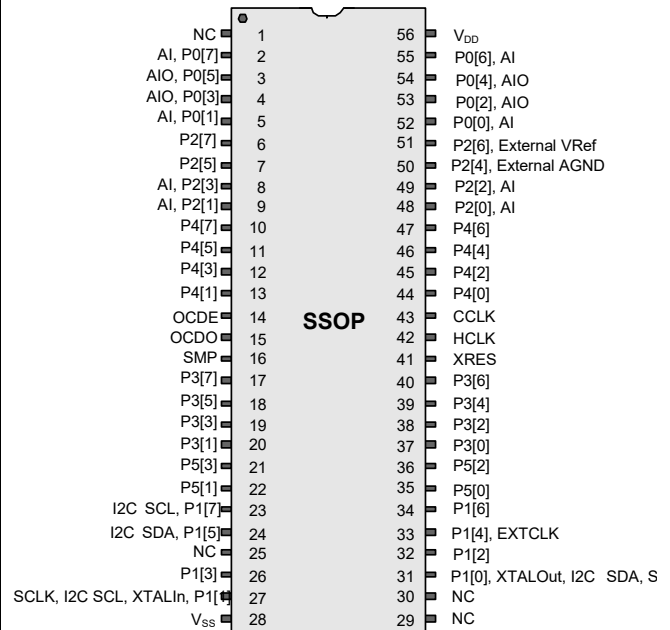 NC 1 56 VDD
AI, P0[7] 2 55 P0[6], AI
AIO, P0[5] 3 54 P0[4], AIO
AIO, P0[3] 4 53 P0[2], AIO
AI, P0[1] 5 52 P0[0], AI
P2[7] 6 51 P2[6], External VRef
P2[5] 7 50 P2[4], External AGND
AI, P2[3] 8 49 P2[2], AI
AI, P2[1] 9 48 P2[0], AI
P4[7] 10 47 P4[6]
P4[5] 11 46 P4[4]
P4[3] 12 45 P4[2]
P4[1] 13 44 P4[0]
OCDE 14 SSOP 43 CCLK
OCDO 15 42 HCLK
SMP 16 41 XRES
P3[7] 17 40 P3[6]
P3[5] 18 39 P3[4]
P3[3] 19 38 P3[2]
P3[1] 20 37 P3[0]
P5[3] 21 36 P5[2]
P5[1] 22 35 P5[0]
I2C SCL, P1[7] 23 34 P1[6]
I2C SDA, P1[5] 24 33 P1[4], EXTCLK
NC 25 32 P1[2]
P1[3] 26 31 P1[0], XTALOut, I2C SDA, S
SCLK, I2C SCL, XTALIn, P1[1] 27 30 NC
VSS 28 29 NC